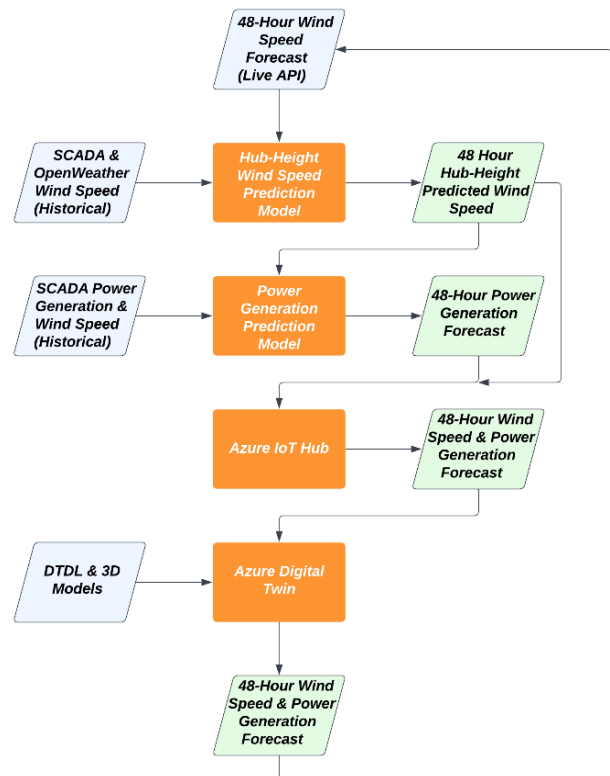 48-Hour Wind
Speed
Forecast
(Live API)
SCADA &
OpenWeather
Wind Speed
(Historical)
Hub-Height
Wind Speed
Prediction
Model
48 Hour
Hub-Height
Predicted Wind
Speed
SCADA Power
Generation &
Wind Speed
(Historical)
Power
Generation
Prediction
Model
48-Hour Power
Generation
Forecast
Azure IoT Hub
48-Hour Wind
Speed & Power
Generation
Forecast
DTDL & 3D
Models
Azure Digital
Twin
48-Hour Wind
Speed & Power
Generation
Forecast